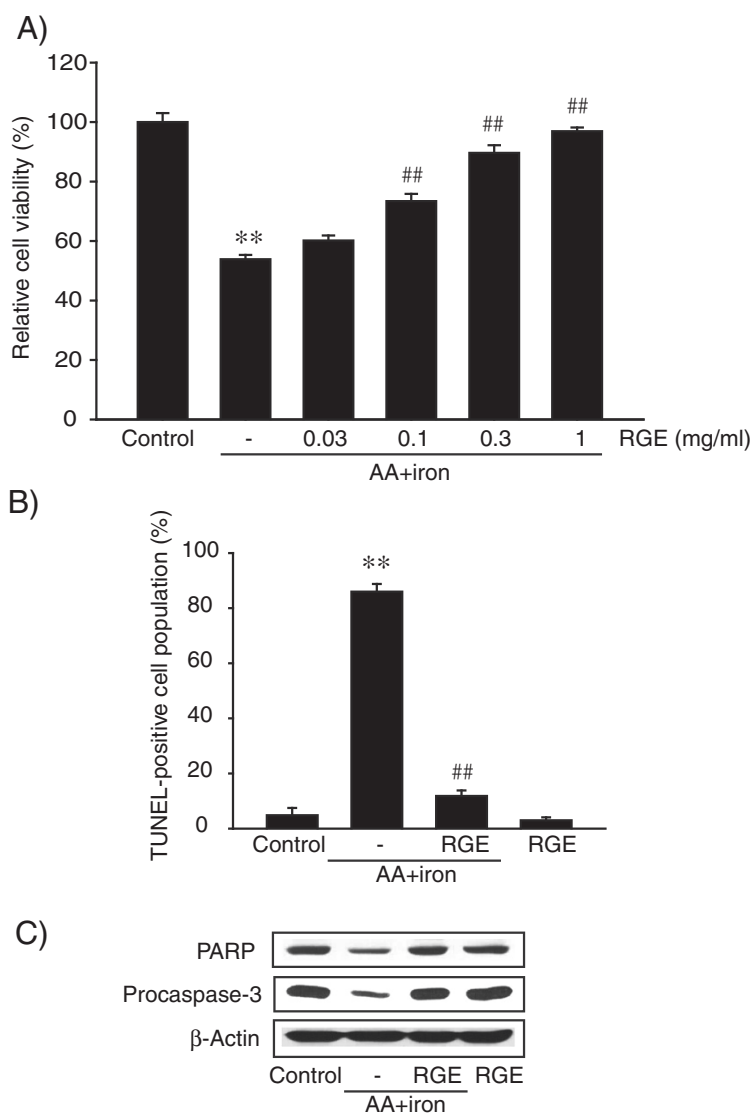 A)
Relative cell viability (%)
120
100
80
60
40
20
0
**
##
##
##
Control - 0.03 0.1 0.3 1 RGE (mg/ml)
AA+iron
B)
TUNEL-positive cell population (%)
100
80
60
40
20
0
**
##
Control - RGE RGE
AA+iron
C)
PARP
Procaspase-3
β-Actin
Control - RGE RGE
AA+iron